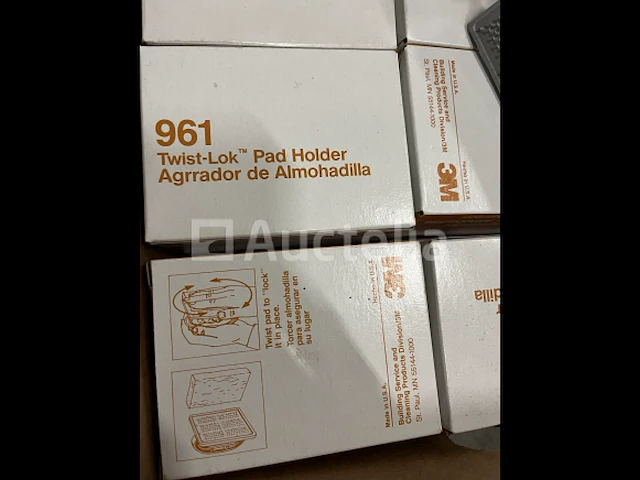 961
Twist-Lok™ Pad Holder
Agrrador de Almohadilla
Made in U.S.A.
Building Service and
Cleaning Products Division/3M
St. Paul, MN 55144-1000
3M
Auctelia
Twist pad to "lock"
it in place.
Torcer almohadilla
para asegurar en
su lugar
3M
Hecho en U.S.A.
Made in U.S.A.
Building Service and
Cleaning Products Division/3M
St. Paul, MN 55144-1000